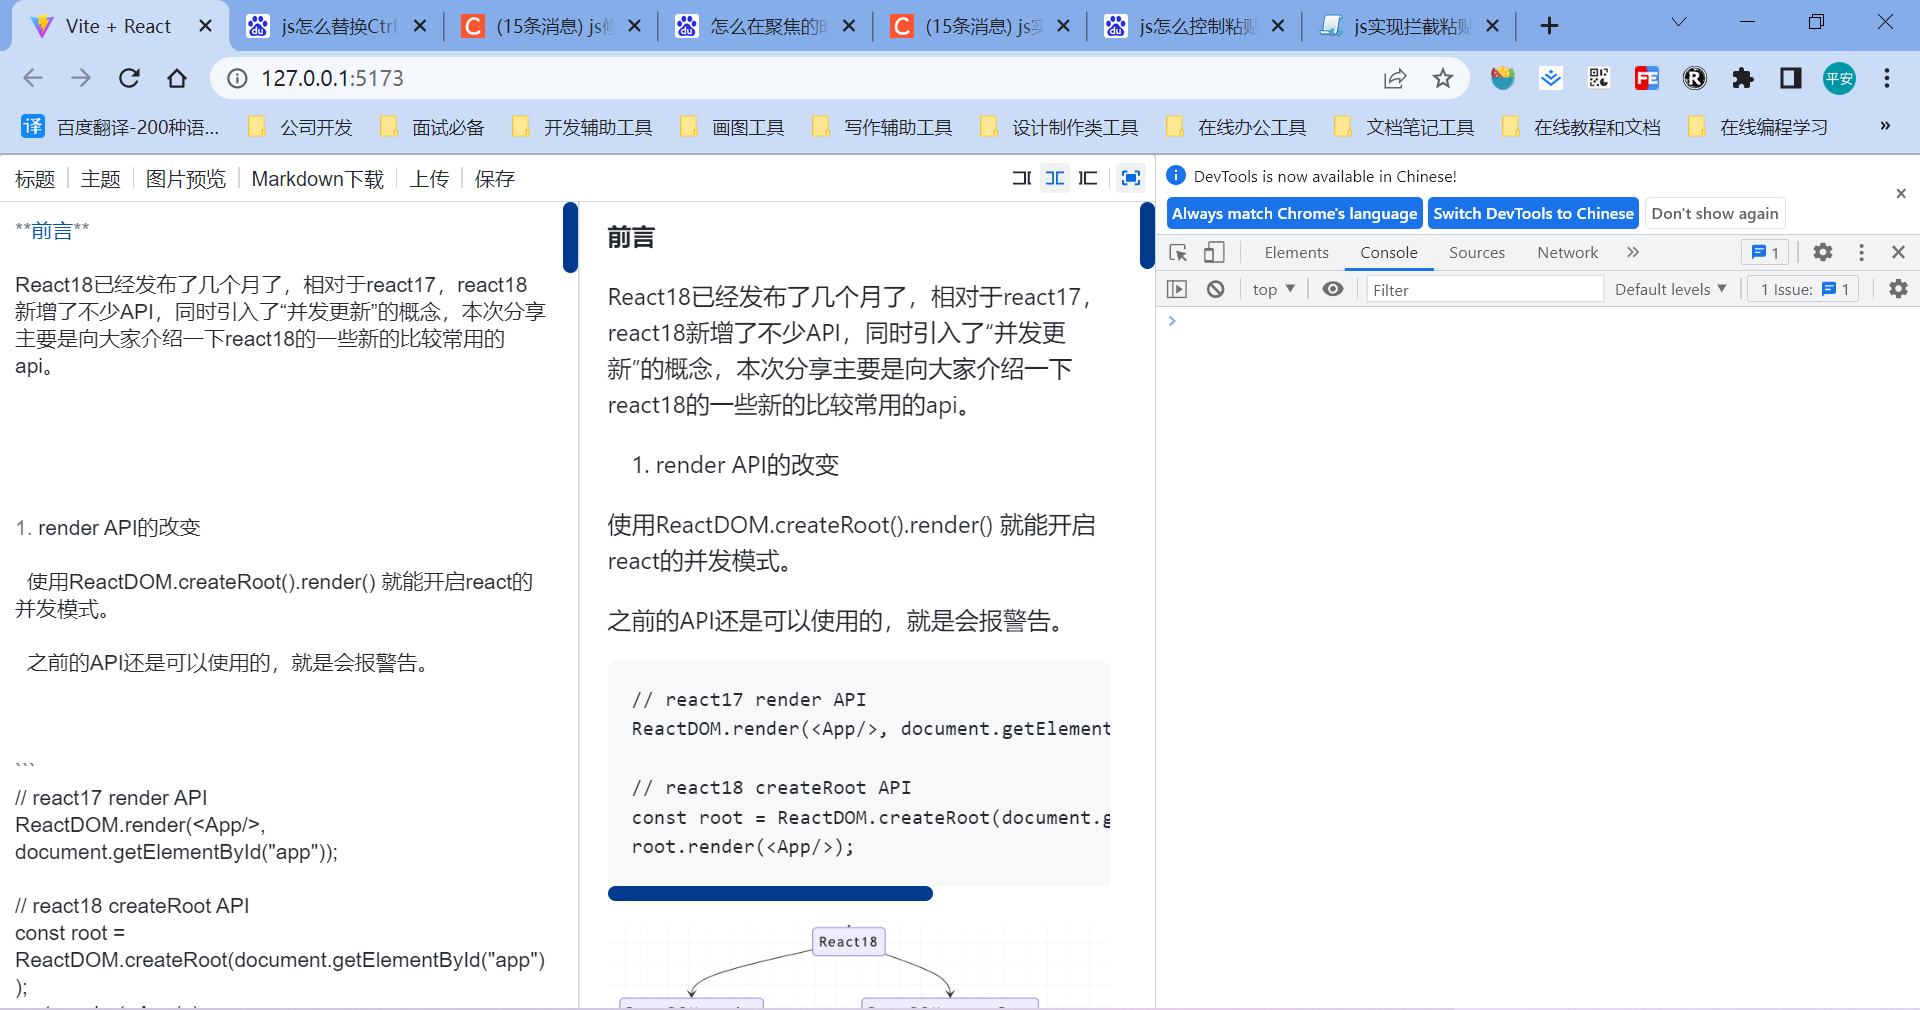 Vite + React
js怎么替换Ctrl
(15条消息) js修
怎么在聚焦的时
(15条消息) js实
js怎么控制粘贴
js实现拦截粘贴
127.0.0.1:5173
平安
译 百度翻译-200种语... 公司开发 面试必备 开发辅助工具 画图工具 写作辅助工具 设计制作类工具 在线办公工具 文档笔记工具 在线教程和文档 在线编程学习 »
标题 主题 图片预览 Markdown下载 上传 保存
**前言**
React18已经发布了几个月了，相对于react17，react18
新增了不少API，同时引入了“并发更新”的概念，本次分享
主要是向大家介绍一下react18的一些新的比较常用的
api。
1. render API的改变
使用ReactDOM.createRoot().render() 就能开启react的
并发模式。
之前的API还是可以使用的，就是会报警告。
```
// react17 render API
ReactDOM.render(<App/>,
document.getElementById("app"));
// react18 createRoot API
const root =
ReactDOM.createRoot(document.getElementById("app")
);
前言
React18已经发布了几个月了，相对于react17，
react18新增了不少API，同时引入了“并发更
新”的概念，本次分享主要是向大家介绍一下
react18的一些新的比较常用的api。
1. render API的改变
使用ReactDOM.createRoot().render() 就能开启
react的并发模式。
之前的API还是可以使用的，就是会报警告。
// react17 render API
ReactDOM.render(<App/>, document.getElement
// react18 createRoot API
const root = ReactDOM.createRoot(document.g
root.render(<App/>);
React18
DevTools is now available in Chinese!
Always match Chrome's language Switch DevTools to Chinese Don't show again
Elements Console Sources Network » 1
top Filter Default levels 1 Issue: 1